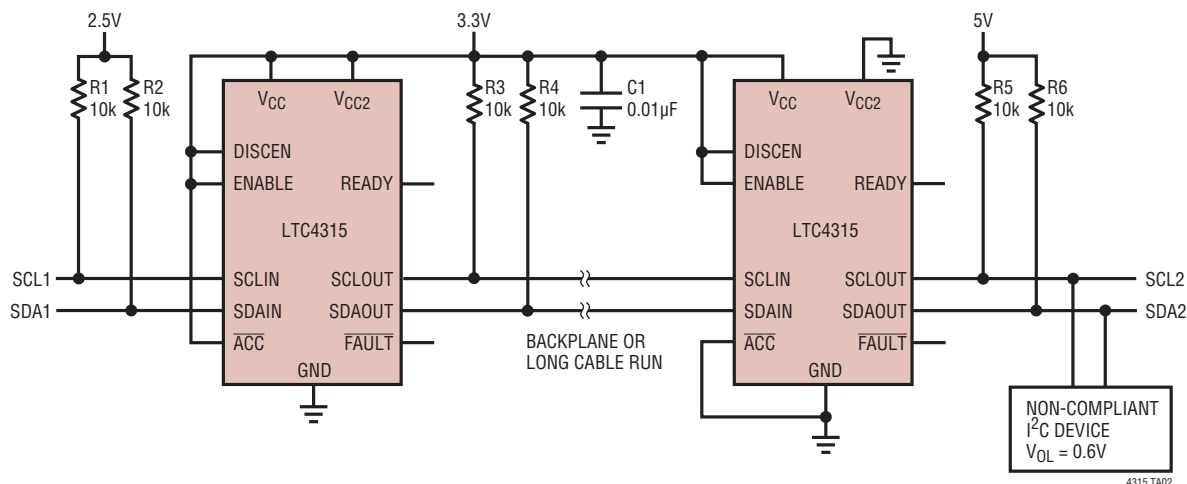 2.5V
3.3V
5V
R1
10k
R2
10k
R3
10k
R4
10k
C1
0.01µF
R5
10k
R6
10k
VCC
VCC2
DISCEN
ENABLE
READY
LTC4315
SCLIN
SCLOUT
SDAIN
SDAOUT
ACC
FAULT
GND
SCL1
SDA1
BACKPLANE OR
LONG CABLE RUN
VCC
VCC2
DISCEN
ENABLE
READY
LTC4315
SCLIN
SCLOUT
SDAIN
SDAOUT
ACC
FAULT
GND
SCL2
SDA2
NON-COMPLIANT
I2C DEVICE
VOL = 0.6V
4315 TA02